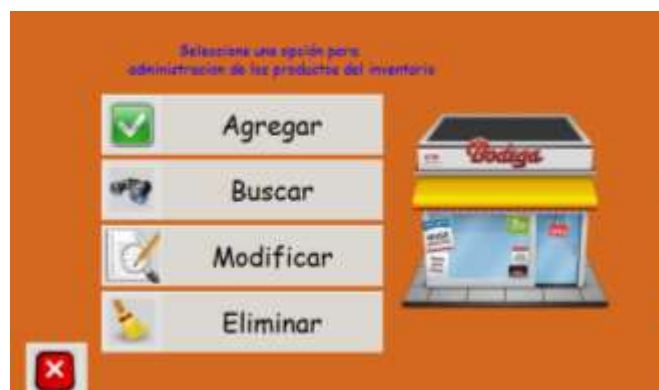 Seleccione una opción para
administracion de los productos del inventario
Agregar
Buscar
Modificar
Eliminar
Bodega